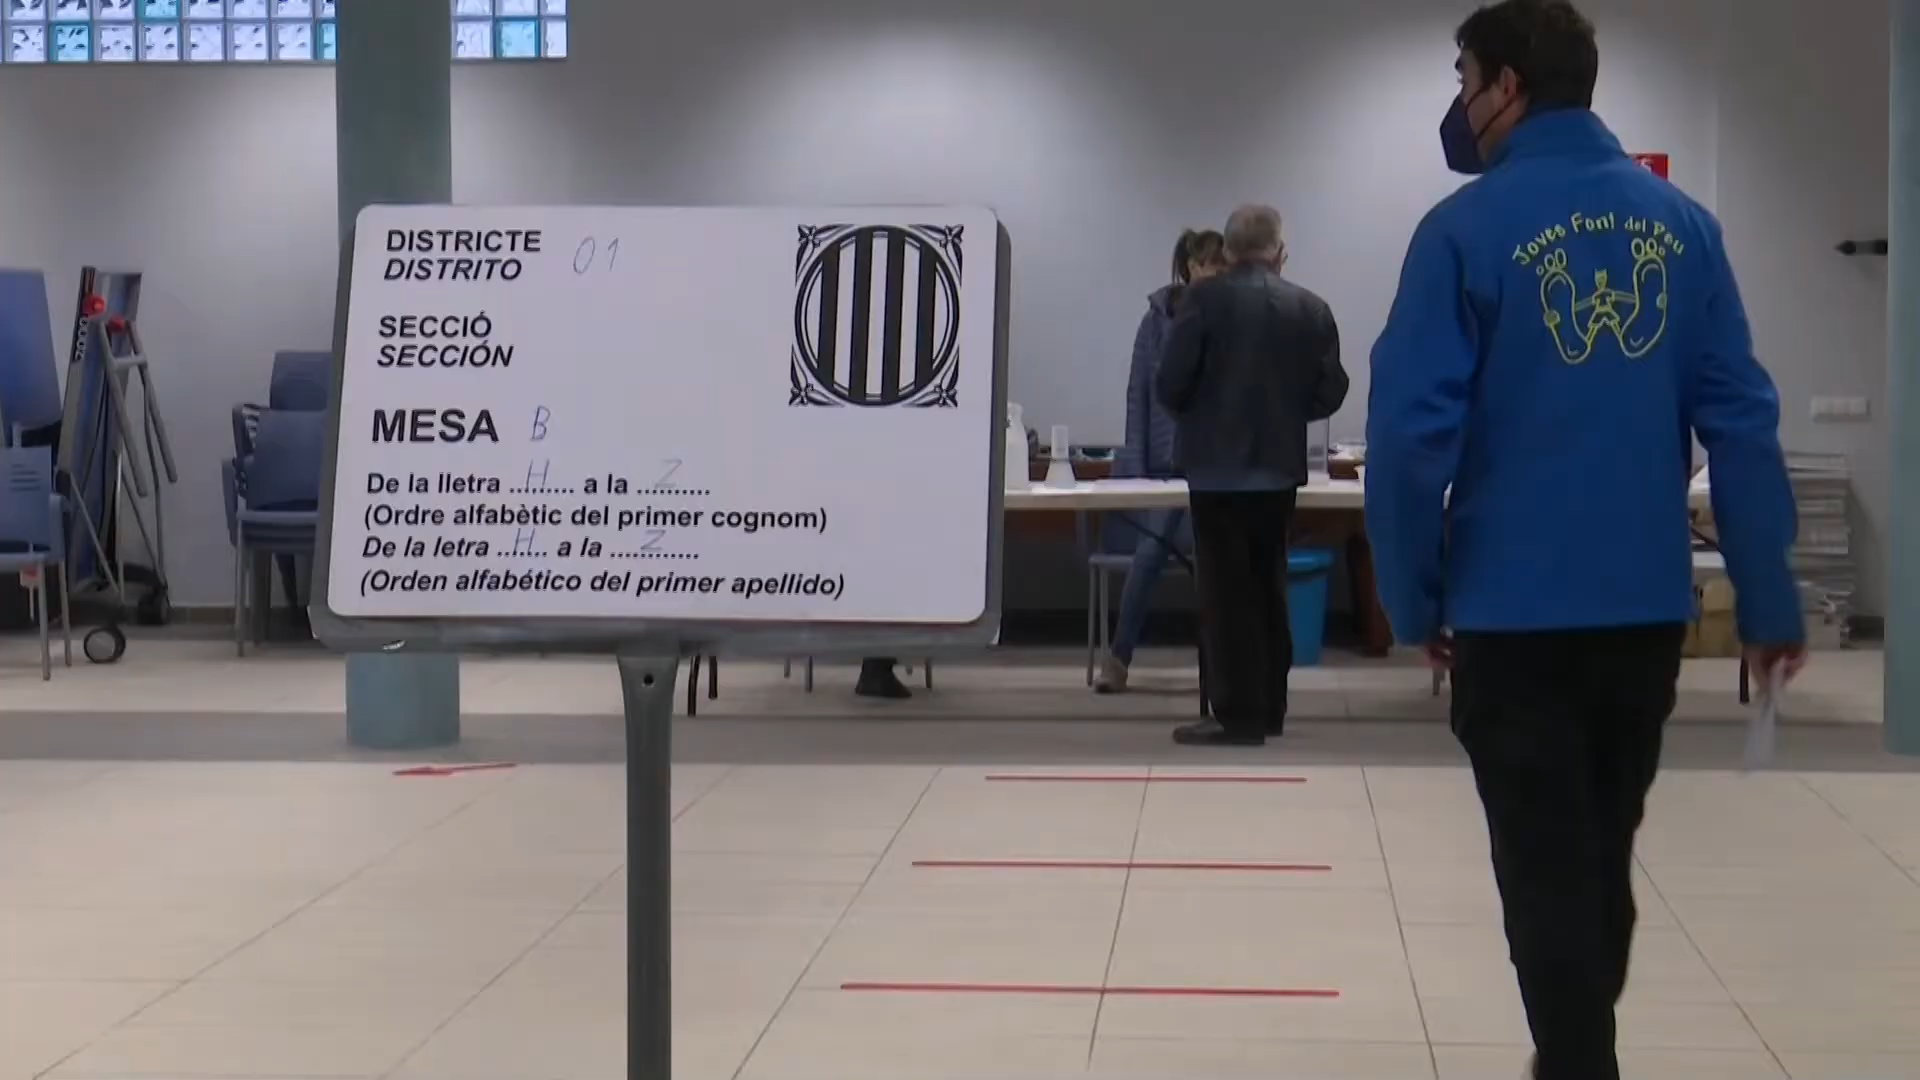 DISTRICTE 01
DISTRITO
SECCIÓ
SECCIÓN
MESA B
De la lletra ...H... a la ...Z...
(Ordre alfabètic del primer cognom)
De la letra ...H... a la ...Z...
(Orden alfabético del primer apellido)
Joves Font del Peu